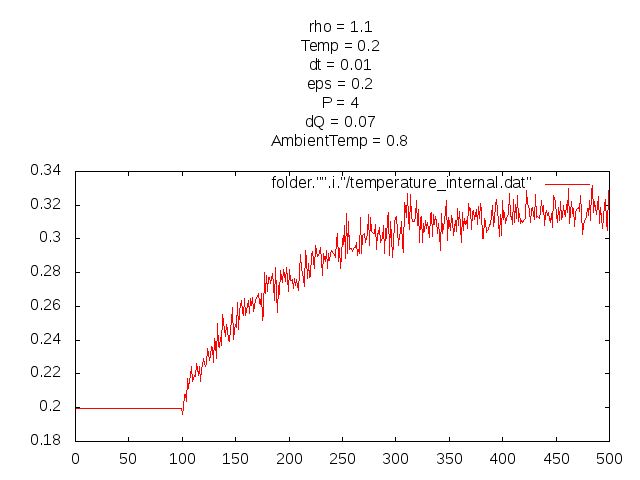 rho = 1.1
Temp = 0.2
dt = 0.01
eps = 0.2
P = 4
dQ = 0.07
AmbientTemp = 0.8
folder."".i."/temperature_internal.dat"
0.34
0.32
0.3
0.28
0.26
0.24
0.22
0.2
0.18
0 50 100 150 200 250 300 350 400 450 500